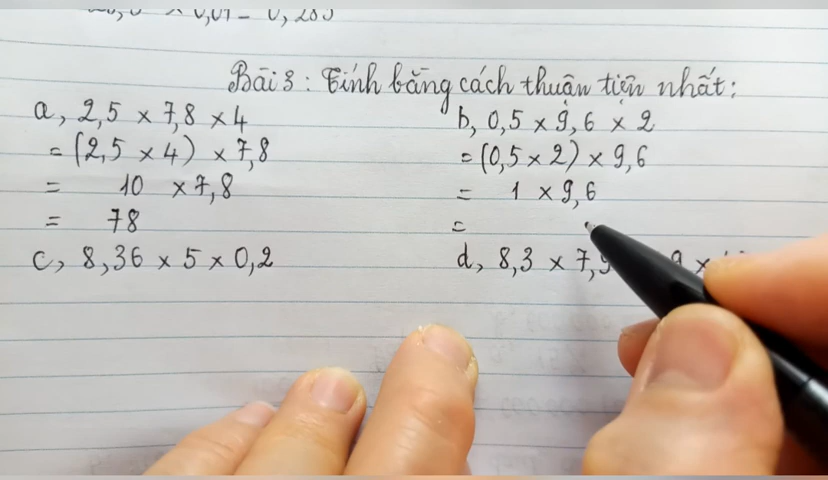 Bài 3 : Tính bằng cách thuận tiện nhất :
a, 2,5 × 7,8 × 4
= (2,5 × 4) × 7,8
= 10 × 7,8
= 78
b, 0,5 × 9,6 × 2
= (0,5 × 2) × 9,6
= 1 × 9,6
=
c, 8,36 × 5 × 0,2
d, 8,3 × 7,9